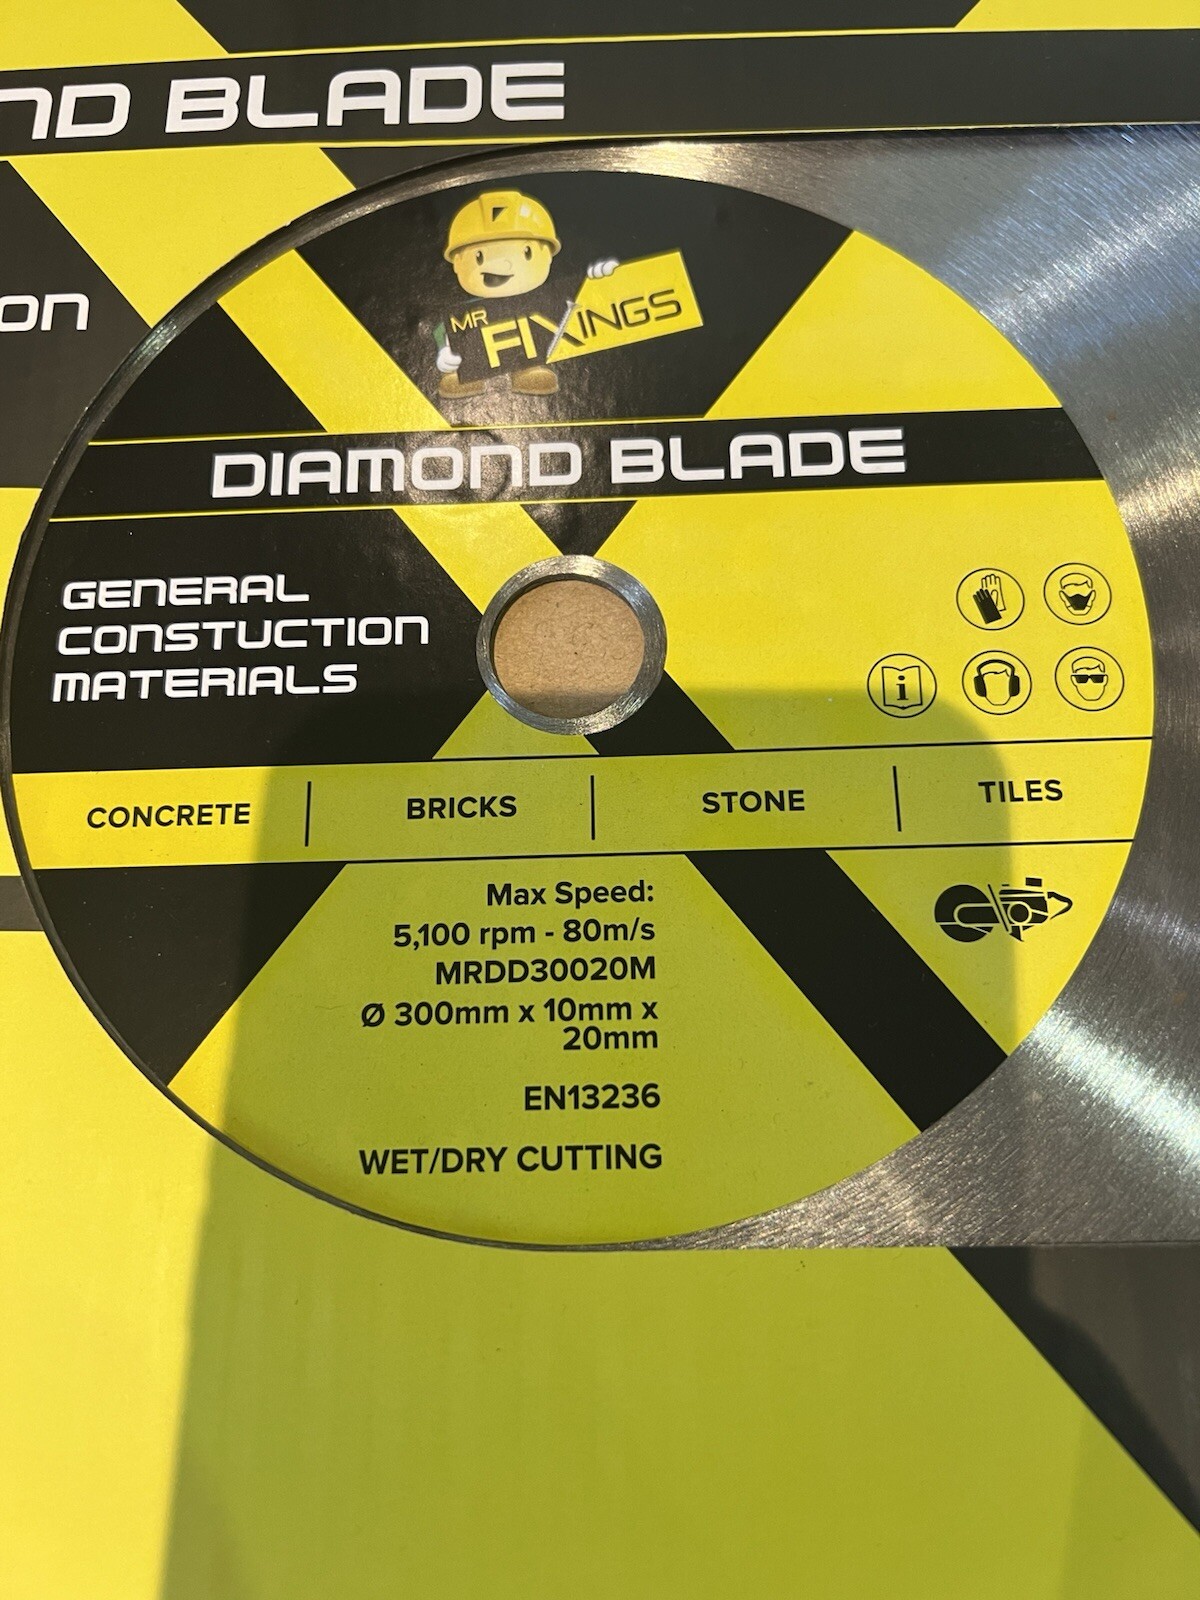 ND BLADE
ON
MR
FIXINGS
DIAMOND BLADE
GENERAL
CONSTUCTION
MATERIALS
i
CONCRETE | BRICKS | STONE | TILES
Max Speed:
5,100 rpm - 80m/s
MRDD30020M
Ø 300mm x 10mm x
20mm
EN13236
WET/DRY CUTTING